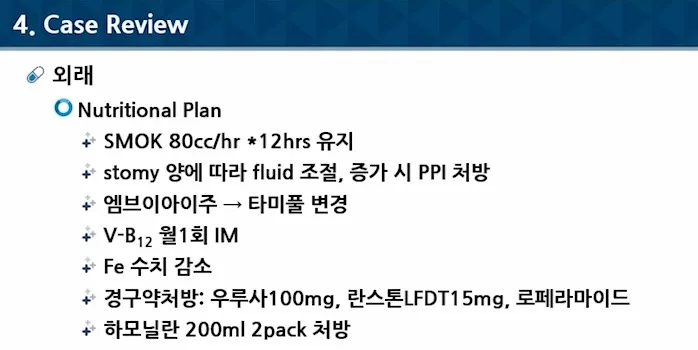 4. Case Review
외래
Nutritional Plan
SMOK 80cc/hr *12hrs 유지
stomy 양에 따라 fluid 조절, 증가 시 PPI 처방
엠브이아이주 → 타미풀 변경
V-B₁₂ 월1회 IM
Fe 수치 감소
경구약처방: 우루사100mg, 란스톤LFDT15mg, 로페라마이드
하모닐란 200ml 2pack 처방